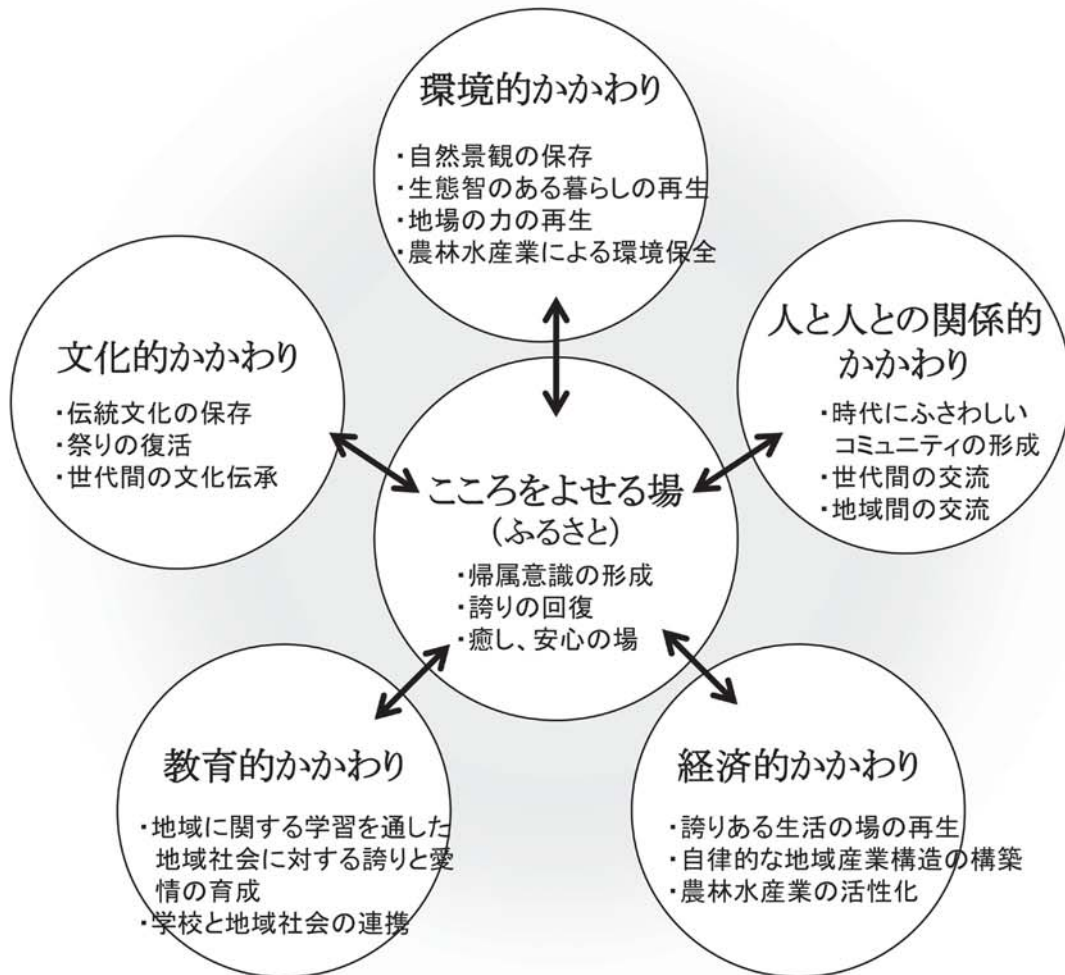 環境的かかわり
・自然景観の保存
・生態智のある暮らしの再生
・地場の力の再生
・農林水産業による環境保全
文化的かかわり
・伝統文化の保存
・祭りの復活
・世代間の文化伝承
人と人との関係的
かかわり
・時代にふさわしい
コミュニティの形成
・世代間の交流
・地域間の交流
こころをよせる場
(ふるさと)
・帰属意識の形成
・誇りの回復
・癒し、安心の場
教育的かかわり
・地域に関する学習を通した
地域社会に対する誇りと愛
情の育成
・学校と地域社会の連携
経済的かかわり
・誇りある生活の場の再生
・自律的な地域産業構造の構築
・農林水産業の活性化